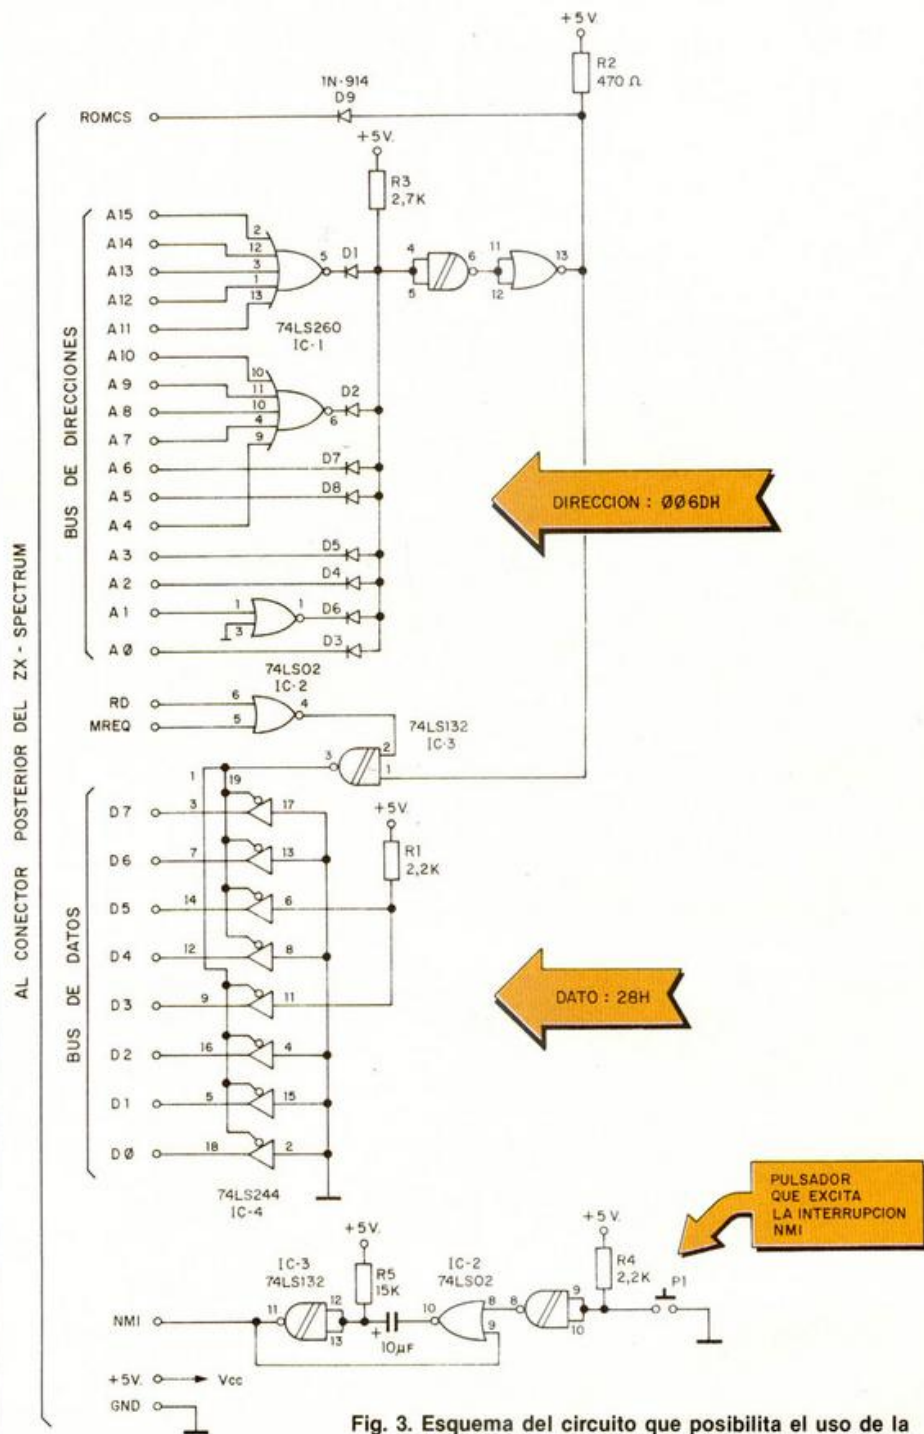 +5V.
R2
470 Ω
1N-914
D9
ROMCS
+5V.
R3
2,7K
A15
A14
A13
A12
A11
2
12
3
1
13
5
D1
4
5
6
11
12
13
74LS260
IC-1
A10
A9
A8
A7
A6
A5
A4
10
11
10
4
9
6
D2
D7
D8
DIRECCION : ØØ6DH
A3
A2
A1
AØ
D5
D4
1
3
1
D6
D3
74LS02
IC-2
RD
MREQ
6
5
4
74LS132
IC-3
3
2
1
1
19
D7
3
17
D6
7
13
D5
14
6
D4
12
8
D3
9
11
D2
16
4
D1
5
15
DØ
18
2
+5V.
R1
2,2K
DATO : 28H
74LS244
IC-4
PULSADOR
QUE EXCITA
LA INTERRUPCION
NMI
IC-3
74LS132
+5V.
R5
15K
IC-2
74LS02
+5V.
R4
2,2K
P1
NMI
11
12
13
+
10µF
10
8
9
8
9
10
+5V.
Vcc
GND
AL CONECTOR POSTERIOR DEL ZX - SPECTRUM
BUS DE DIRECCIONES
BUS DE DATOS
Fig. 3. Esquema del circuito que posibilita el uso de la